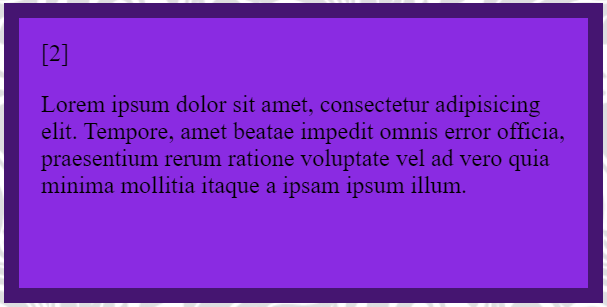 [2]
Lorem ipsum dolor sit amet, consectetur adipisicing
elit. Tempore, amet beatae impedit omnis error officia,
praesentium rerum ratione voluptate vel ad vero quia
minima mollitia itaque a ipsam ipsum illum.